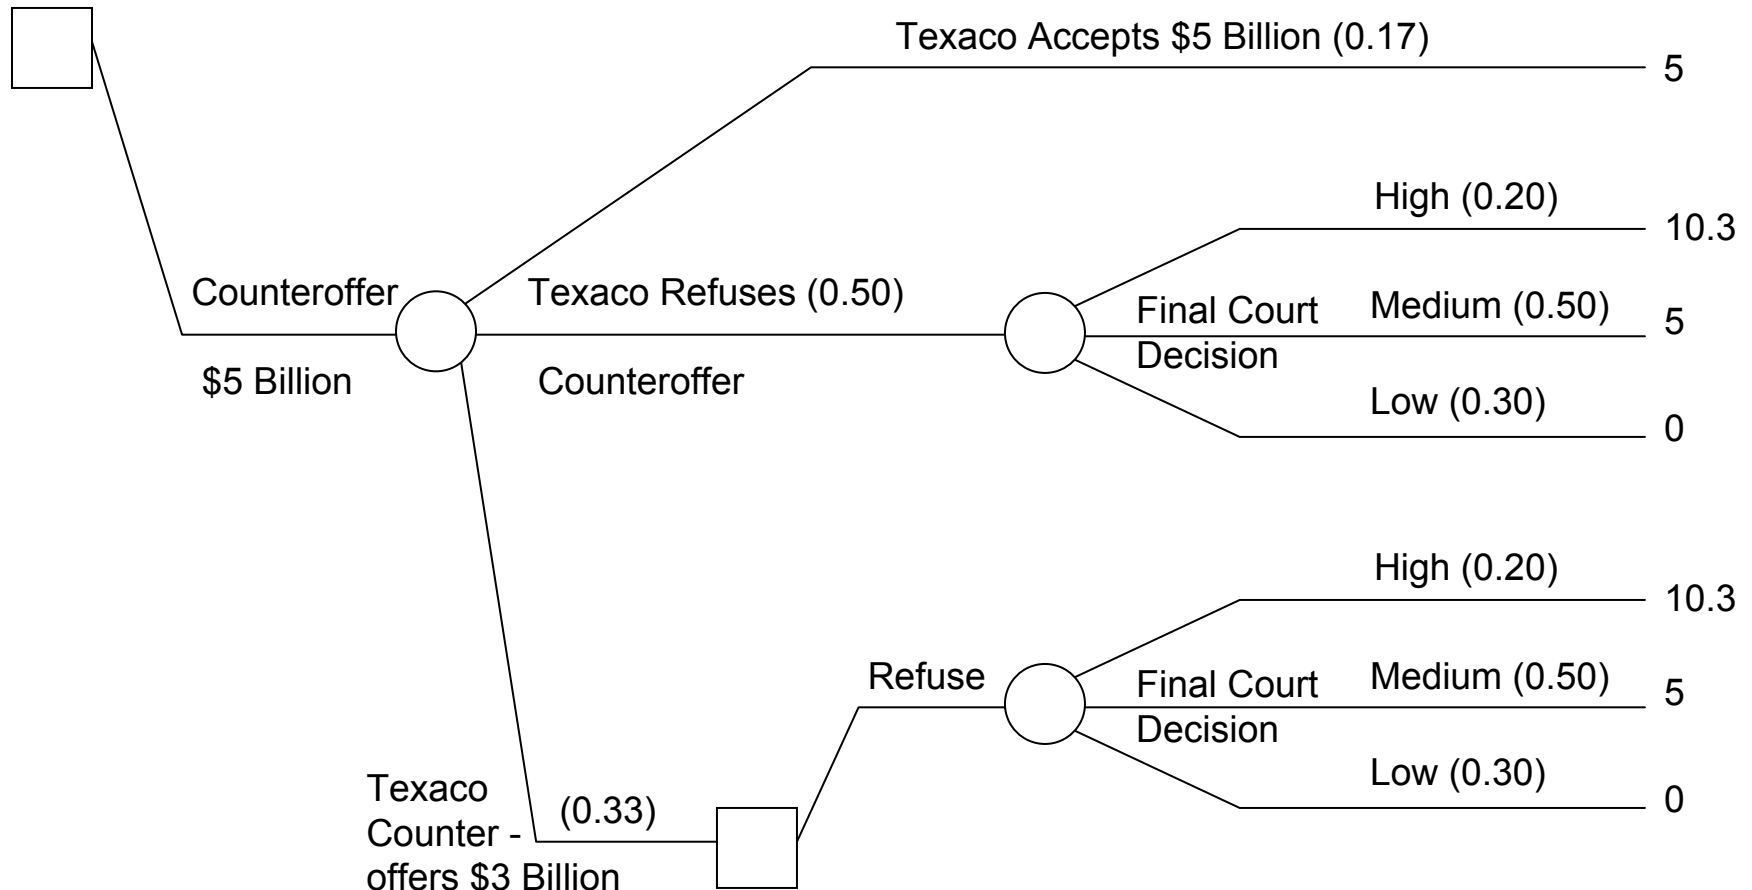 Texaco Accepts $5 Billion (0.17)
5
High (0.20)
10.3
Counteroffer
Texaco Refuses (0.50)
Final Court
Decision
Medium (0.50)
5
$5 Billion
Counteroffer
Low (0.30)
0
High (0.20)
10.3
Refuse
Final Court
Decision
Medium (0.50)
5
Low (0.30)
0
Texaco
Counter -
offers $3 Billion
(0.33)